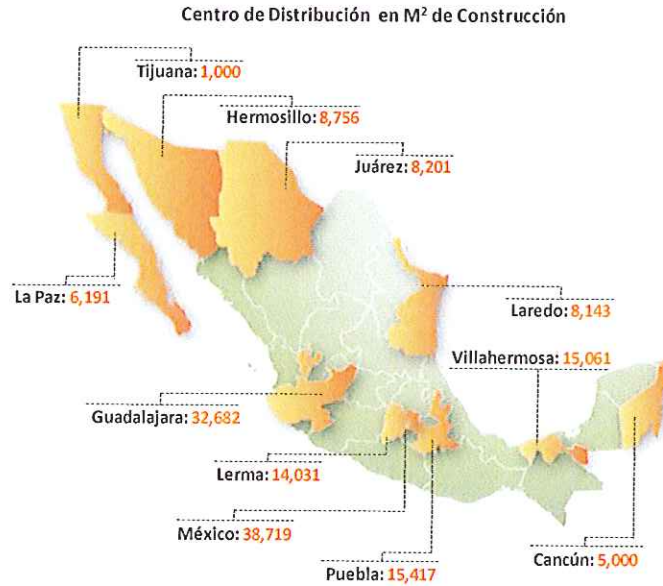 Centro de Distribución en M² de Construcción
Tijuana: 1,000
Hermosillo: 8,756
Juárez: 8,201
La Paz: 6,191
Laredo: 8,143
Villahermosa: 15,061
Guadalajara: 32,682
Lerma: 14,031
México: 38,719
Puebla: 15,417
Cancún: 5,000